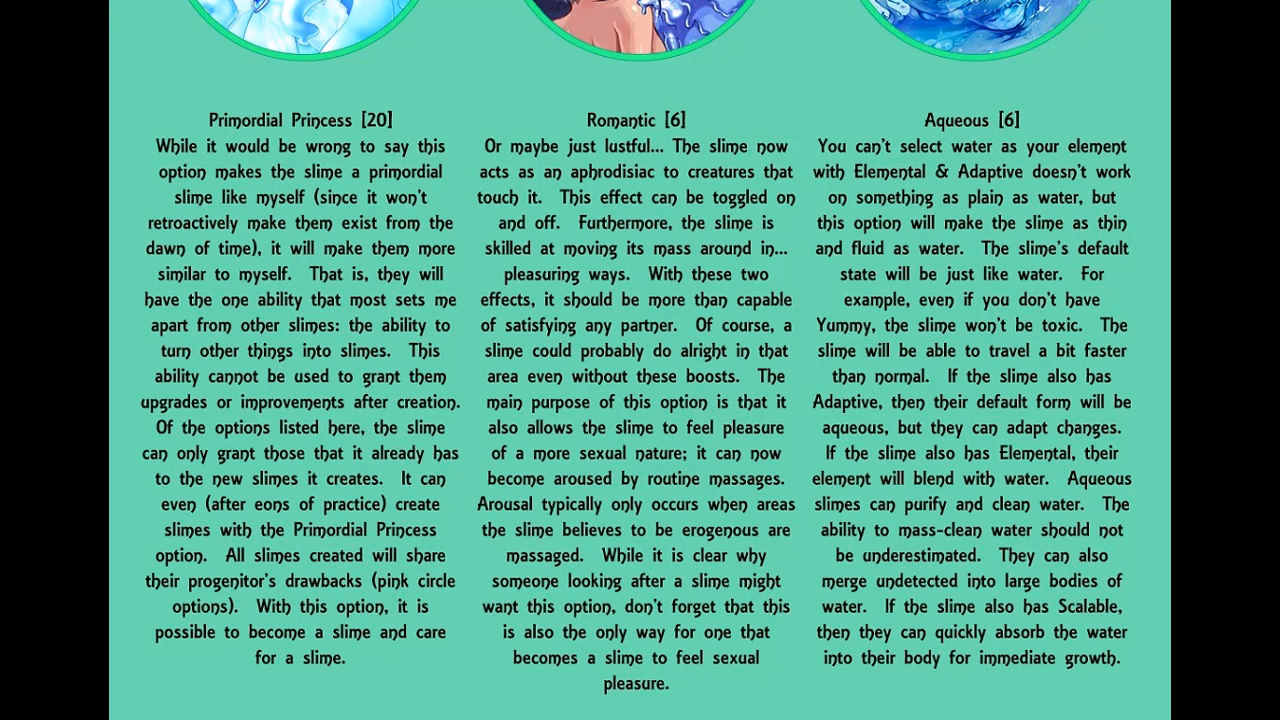 Primordial Princess [20]
While it would be wrong to say this
option makes the slime a primordial
slime like myself (since it won't
retroactively make them exist from the
dawn of time), it will make them more
similar to myself. That is, they will
have the one ability that most sets me
apart from other slimes: the ability to
turn other things into slimes. This
ability cannot be used to grant them
upgrades or improvements after creation.
Of the options listed here, the slime
can only grant those that it already has
to the new slimes it creates. It can
even (after eons of practice) create
slimes with the Primordial Princess
option. All slimes created will share
their progenitor's drawbacks (pink circle
options). With this option, it is
possible to become a slime and care
for a slime.
Romantic [6]
Or maybe just lustful... The slime now
acts as an aphrodisiac to creatures that
touch it. This effect can be toggled on
and off. Furthermore, the slime is
skilled at moving its mass around in...
pleasuring ways. With these two
effects, it should be more than capable
of satisfying any partner. Of course, a
slime could probably do alright in that
area even without these boosts. The
main purpose of this option is that it
also allows the slime to feel pleasure
of a more sexual nature; it can now
become aroused by routine massages.
Arousal typically only occurs when areas
the slime believes to be erogenous are
massaged. While it is clear why
someone looking after a slime might
want this option, don't forget that this
is also the only way for one that
becomes a slime to feel sexual
pleasure.
Aqueous [6]
You can't select water as your element
with Elemental & Adaptive doesn't work
on something as plain as water, but
this option will make the slime as thin
and fluid as water. The slime's default
state will be just like water. For
example, even if you don't have
Yummy, the slime won't be toxic. The
slime will be able to travel a bit faster
than normal. If the slime also has
Adaptive, then their default form will be
aqueous, but they can adapt changes.
If the slime also has Elemental, their
element will blend with water. Aqueous
slimes can purify and clean water. The
ability to mass-clean water should not
be underestimated. They can also
merge undetected into large bodies of
water. If the slime also has Scalable,
then they can quickly absorb the water
into their body for immediate growth.